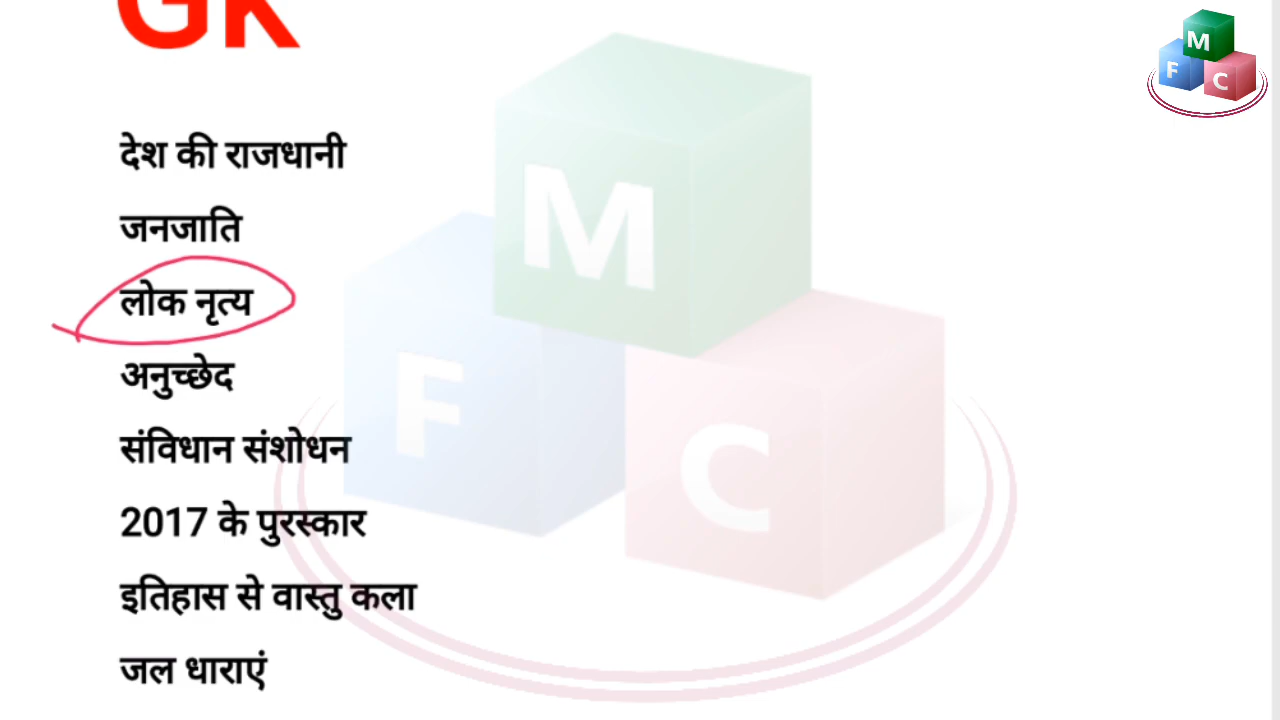 GK
देश की राजधानी
जनजाति
लोक नृत्य
अनुच्छेद
संविधान संशोधन
2017 के पुरस्कार
इतिहास से वास्तु कला
जल धाराएं
M
F
C
M
F
C